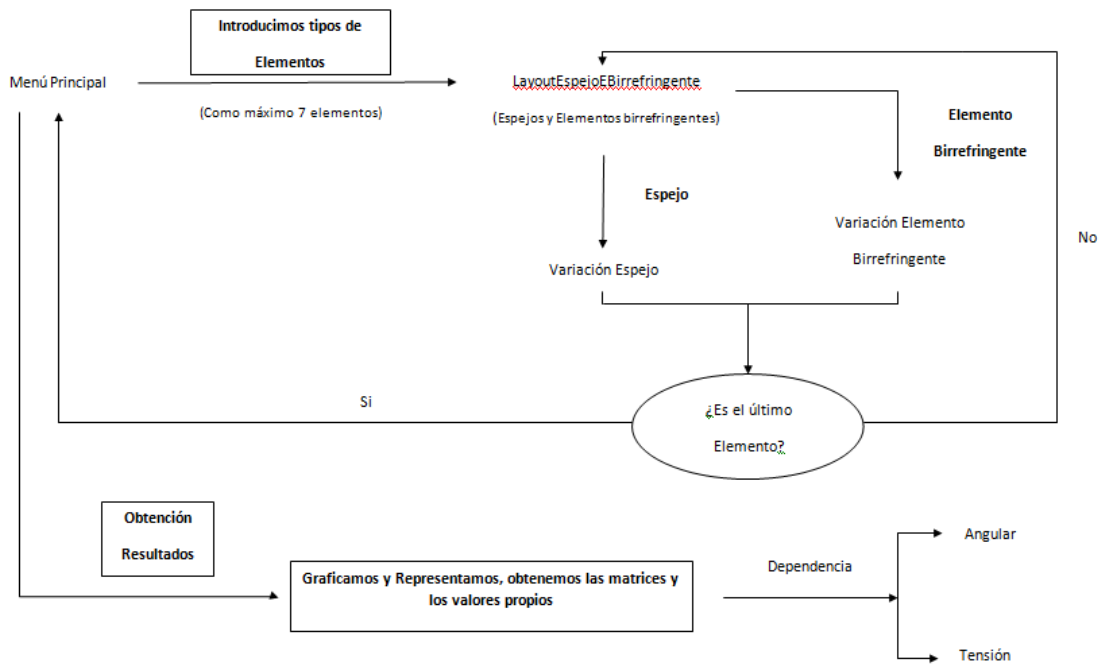 Introducimos tipos de
Elementos
Menú Principal
(Como máximo 7 elementos)
LayoutEspejoEBirrefringente
(Espejos y Elementos birrefringentes)
Elemento
Birrefringente
Espejo
Variación Elemento
Birrefringente
No
Variación Espejo
Si
¿Es el último
Elemento?
Obtención
Resultados
Graficamos y Representamos, obtenemos las matrices y
los valores propios
Dependencia
Angular
Tensión